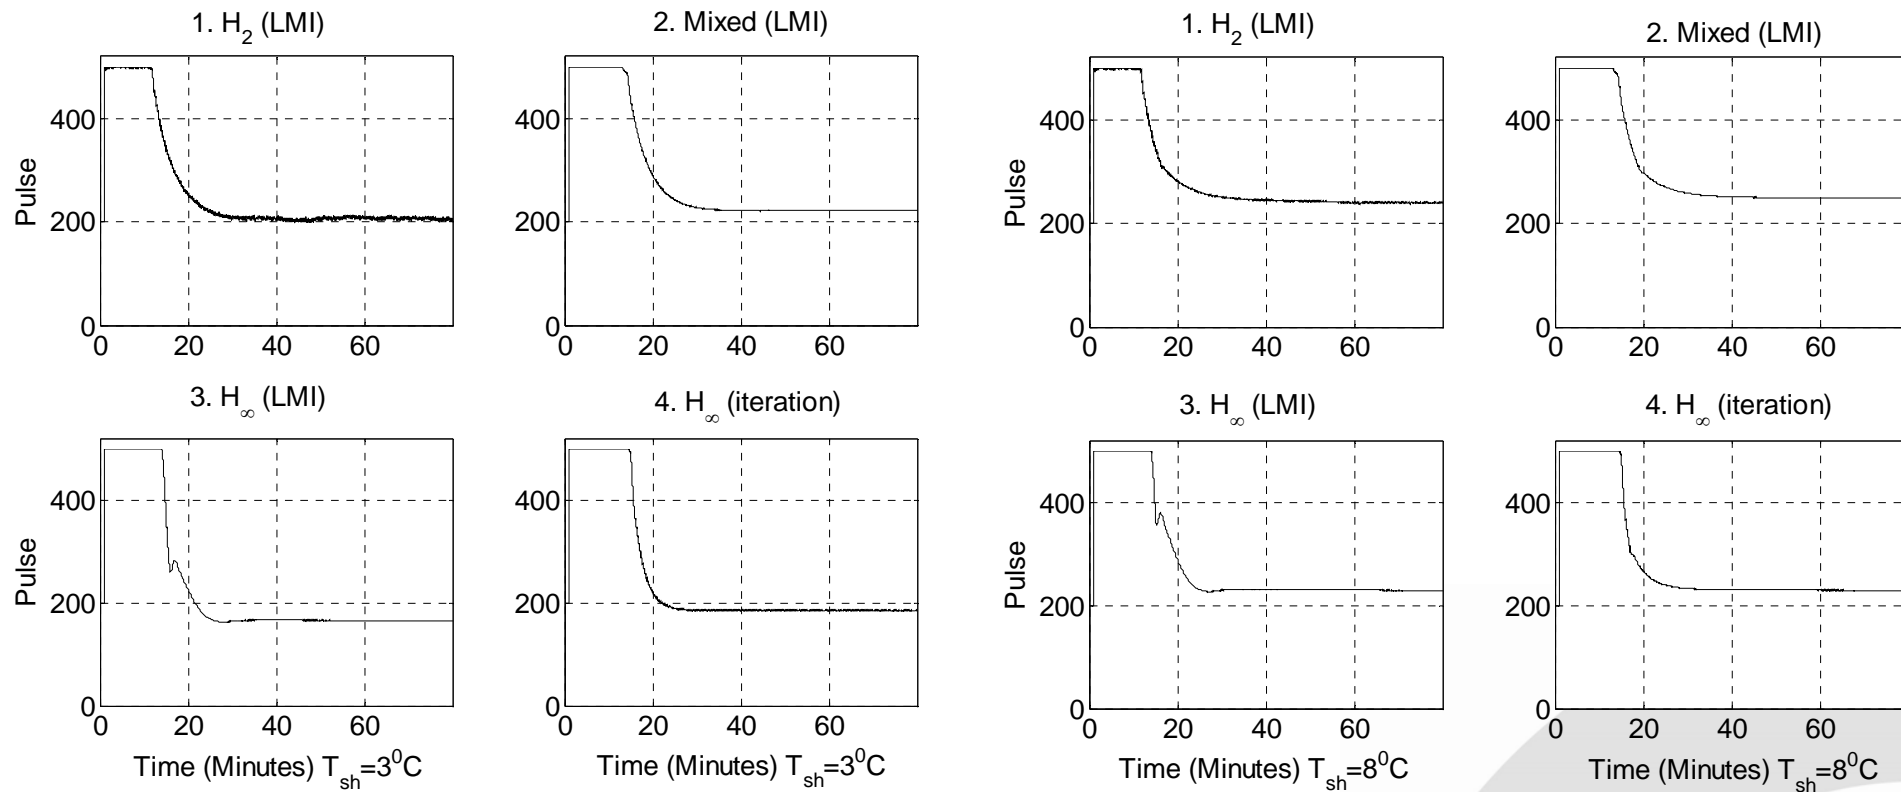 1. H₂ (LMI)
2. Mixed (LMI)
1. H₂ (LMI)
2. Mixed (LMI)
Pulse
400
200
0
0 20 40 60
400
200
0
0 20 40 60
Pulse
400
200
0
0 20 40 60
400
200
0
0 20 40 60
3. H∞ (LMI)
4. H∞ (iteration)
3. H∞ (LMI)
4. H∞ (iteration)
Pulse
400
200
0
0 20 40 60
400
200
0
0 20 40 60
Pulse
400
200
0
0 20 40 60
400
200
0
0 20 40 60
Time (Minutes) Tsh=3⁰C
Time (Minutes) Tsh=3⁰C
Time (Minutes) Tsh=8⁰C
Time (Minutes) Tsh=8⁰C